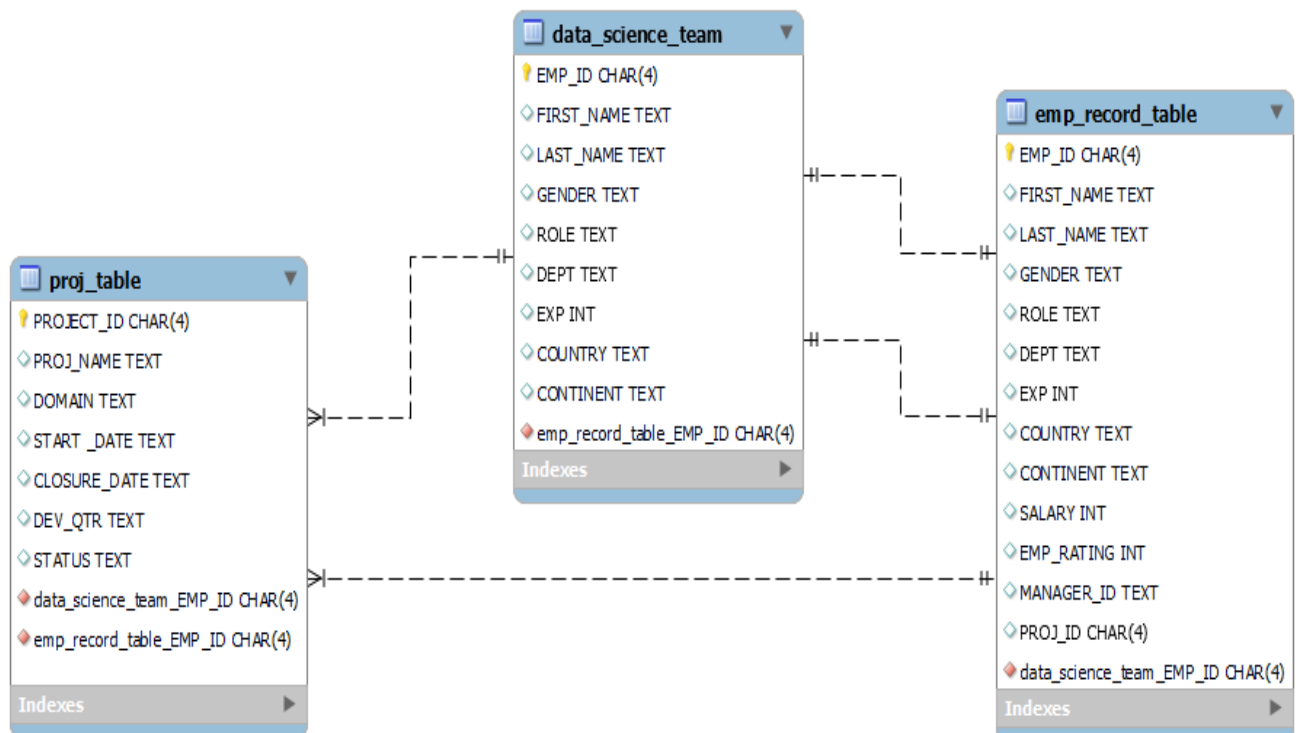 data_science_team
EMP_ID CHAR(4)
FIRST_NAME TEXT
LAST_NAME TEXT
GENDER TEXT
ROLE TEXT
DEPT TEXT
EXP INT
COUNTRY TEXT
CONTINENT TEXT
emp_record_table_EMP_ID CHAR(4)
Indexes
emp_record_table
EMP_ID CHAR(4)
FIRST_NAME TEXT
LAST_NAME TEXT
GENDER TEXT
ROLE TEXT
DEPT TEXT
EXP INT
COUNTRY TEXT
CONTINENT TEXT
SALARY INT
EMP_RATING INT
MANAGER_ID TEXT
PROJ_ID CHAR(4)
data_science_team_EMP_ID CHAR(4)
Indexes
proj_table
PROJECT_ID CHAR(4)
PROJ_NAME TEXT
DOMAIN TEXT
START _DATE TEXT
CLOSURE_DATE TEXT
DEV_QTR TEXT
STATUS TEXT
data_science_team_EMP_ID CHAR(4)
emp_record_table_EMP_ID CHAR(4)
Indexes